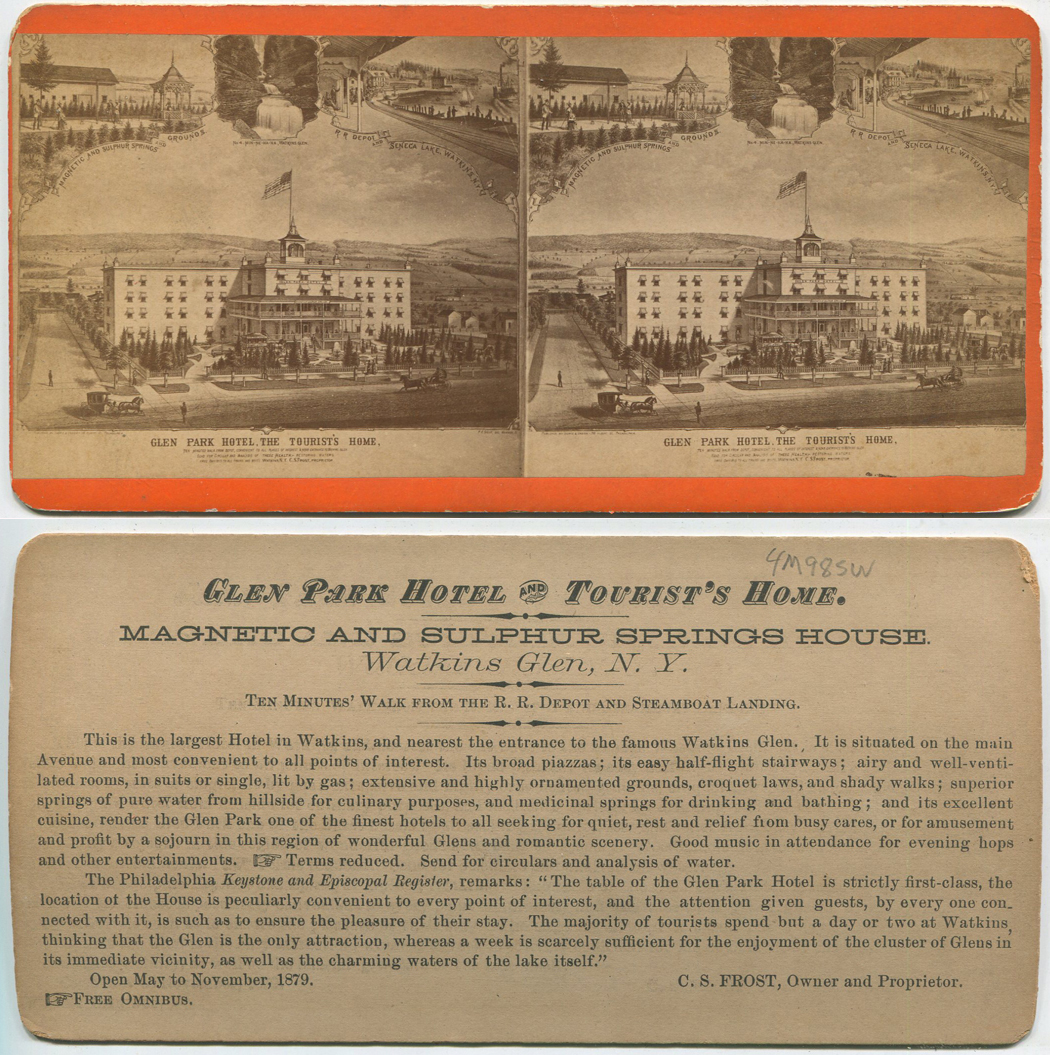 MAGNETIC AND SULPHUR SPRINGS AND GROUNDS
R R DEPOT AND SENECA LAKE, WATKINS, N.Y.
GLEN PARK HOTEL, THE TOURIST'S HOME,
MAGNETIC AND SULPHUR SPRINGS AND GROUNDS
R R DEPOT AND SENECA LAKE, WATKINS, N.Y.
GLEN PARK HOTEL, THE TOURIST'S HOME,
4M985W
GLEN PARK HOTEL AND TOURIST'S HOME.
MAGNETIC AND SULPHUR SPRINGS HOUSE.
Watkins Glen, N. Y.
TEN MINUTES' WALK FROM THE R. R. DEPOT AND STEAMBOAT LANDING.
This is the largest Hotel in Watkins, and nearest the entrance to the famous Watkins Glen. It is situated on the main
Avenue and most convenient to all points of interest. Its broad piazzas; its easy half-flight stairways; airy and well-venti-
lated rooms, in suits or single, lit by gas; extensive and highly ornamented grounds, croquet laws, and shady walks; superior
springs of pure water from hillside for culinary purposes, and medicinal springs for drinking and bathing; and its excellent
cuisine, render the Glen Park one of the finest hotels to all seeking for quiet, rest and relief from busy cares, or for amusement
and profit by a sojourn in this region of wonderful Glens and romantic scenery. Good music in attendance for evening hops
and other entertainments. ☞ Terms reduced. Send for circulars and analysis of water.
The Philadelphia Keystone and Episcopal Register, remarks: "The table of the Glen Park Hotel is strictly first-class, the
location of the House is peculiarly convenient to every point of interest, and the attention given guests, by every one con-
nected with it, is such as to ensure the pleasure of their stay. The majority of tourists spend but a day or two at Watkins,
thinking that the Glen is the only attraction, whereas a week is scarcely sufficient for the enjoyment of the cluster of Glens in
its immediate vicinity, as well as the charming waters of the lake itself."
Open May to November, 1879. C. S. FROST, Owner and Proprietor.
☞ FREE OMNIBUS.